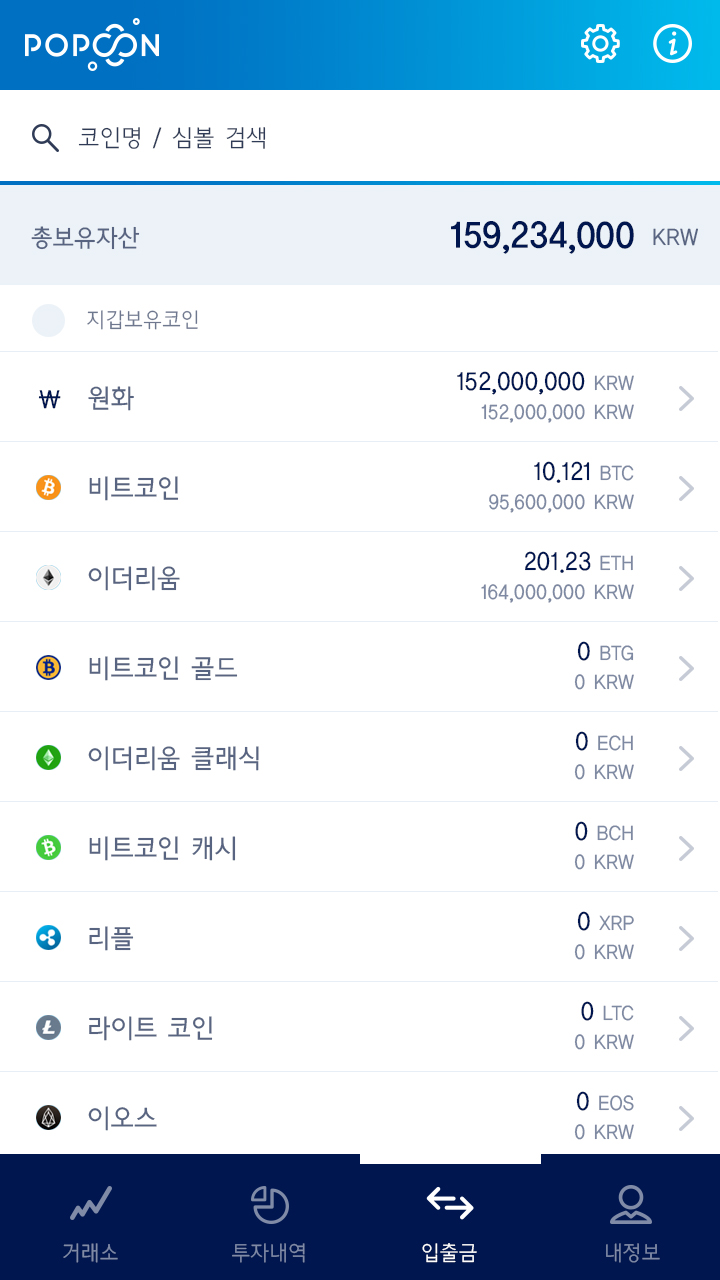 POPCOON
코인명 / 심볼 검색
총보유자산 159,234,000 KRW
지갑보유코인
원화 152,000,000 KRW
152,000,000 KRW
비트코인 10.121 BTC
95,600,000 KRW
이더리움 201.23 ETH
164,000,000 KRW
비트코인 골드 0 BTG
0 KRW
이더리움 클래식 0 ECH
0 KRW
비트코인 캐시 0 BCH
0 KRW
리플 0 XRP
0 KRW
라이트 코인 0 LTC
0 KRW
이오스 0 EOS
0 KRW
거래소 투자내역 입출금 내정보